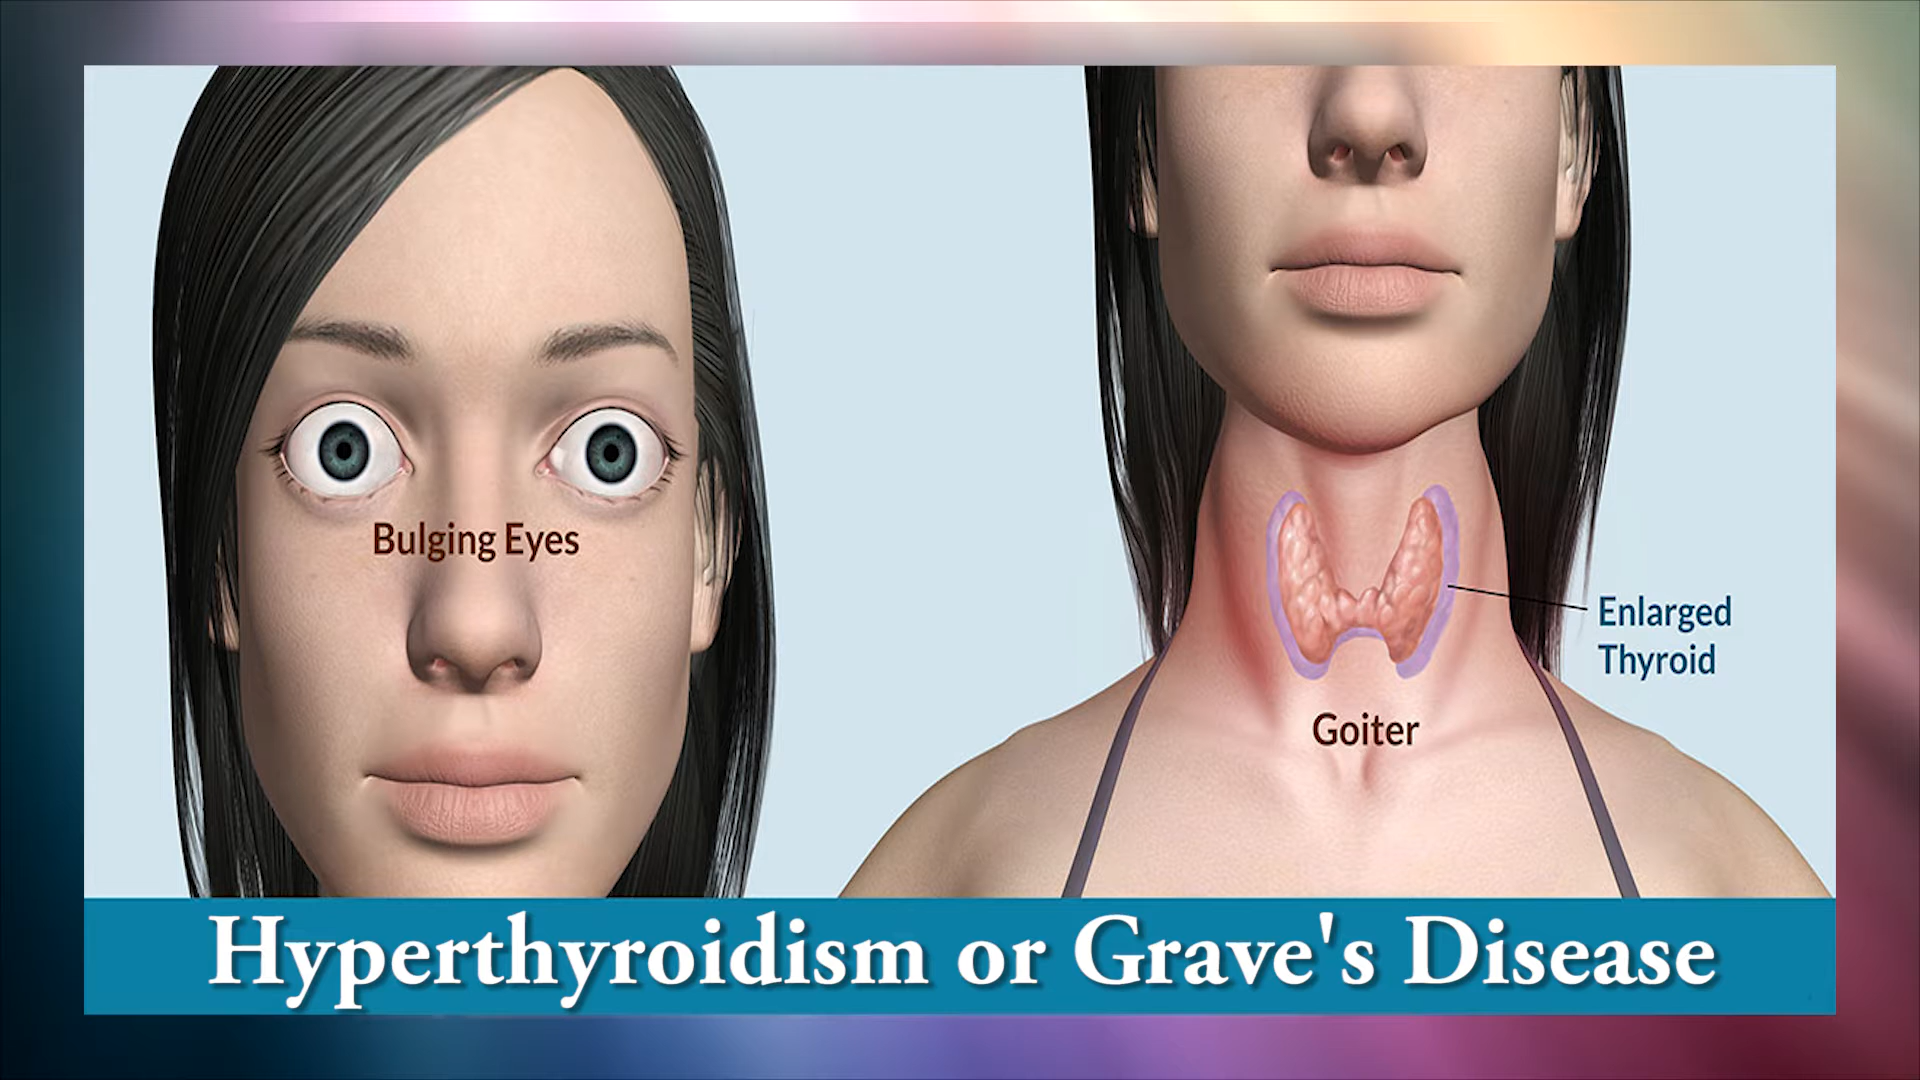 Bulging Eyes
Enlarged
Thyroid
Goiter
Hyperthyroidism or Grave's Disease